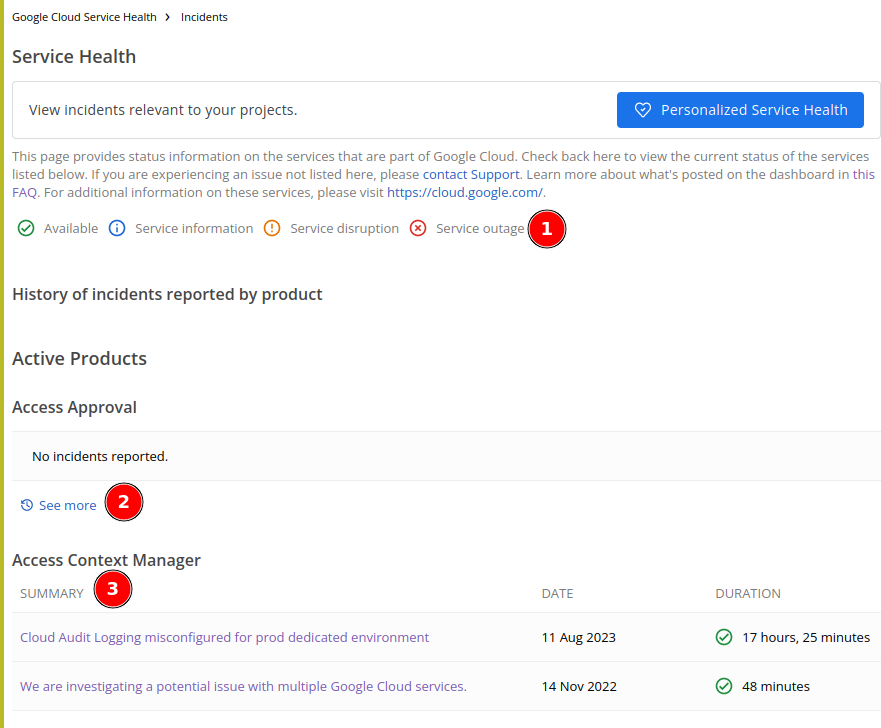 Google Cloud Service Health › Incidents
Service Health
View incidents relevant to your projects. Personalized Service Health
This page provides status information on the services that are part of Google Cloud. Check back here to view the current status of the services
listed below. If you are experiencing an issue not listed here, please contact Support. Learn more about what's posted on the dashboard in this
FAQ. For additional information on these services, please visit https://cloud.google.com/.
Available Service information Service disruption Service outage 1
History of incidents reported by product
Active Products
Access Approval
No incidents reported.
See more 2
Access Context Manager
SUMMARY 3 DATE DURATION
Cloud Audit Logging misconfigured for prod dedicated environment 11 Aug 2023 17 hours, 25 minutes
We are investigating a potential issue with multiple Google Cloud services. 14 Nov 2022 48 minutes